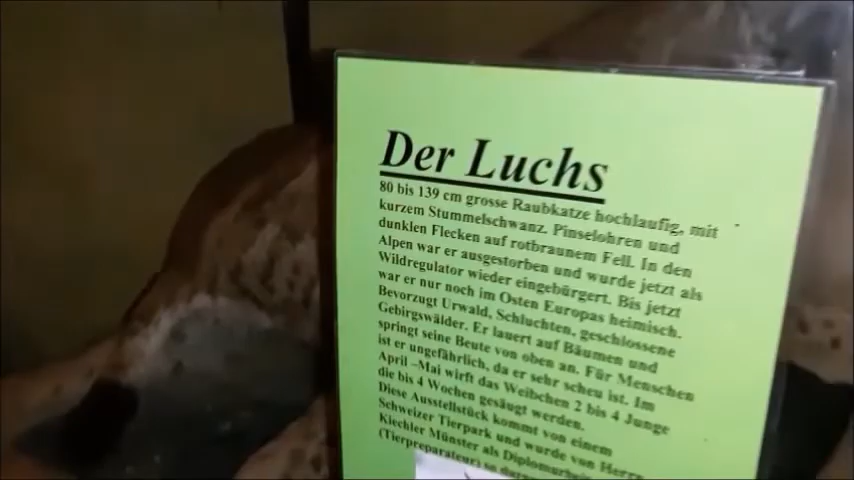 Der Luchs
80 bis 139 cm grosse Raubkatze hochlaufig, mit
kurzem Stummelschwanz. Pinselohren und
dunklen Flecken auf rotbraunem Fell. In den
Alpen war er ausgestorben und wurde jetzt als
Wildregulator wieder eingebürgert. Bis jetzt
war er nur noch im Osten Europas heimisch.
Bevorzugt Urwald, Schluchten, geschlossene
Gebirgswälder. Er lauert auf Bäumen und
springt seine Beute von oben an. Für Menschen
ist er ungefährlich, da er sehr scheu ist. Im
April –Mai wirft das Weibchen 2 bis 4 Junge
die bis 4 Wochen gesäugt werden.
Diese Ausstellstück kommt von einem
Schweizer Tierpark und wurde von Herrn
Kiechler Münster als Diplomarbeit
(Tierpreparateur) so